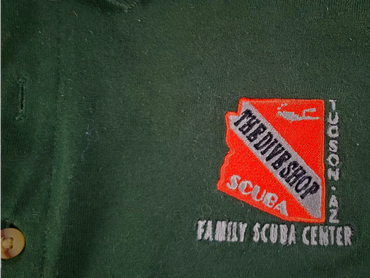 THE DIVE SHOP
SCUBA
TUCSON · AZ
FAMILY SCUBA CENTER